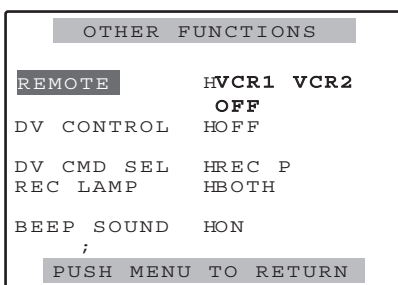 OTHER FUNCTIONS
REMOTE HVCR1 VCR2
OFF
DV CONTROL HOFF
DV CMD SEL HREC P
REC LAMP HBOTH
BEEP SOUND HON
;
PUSH MENU TO RETURN